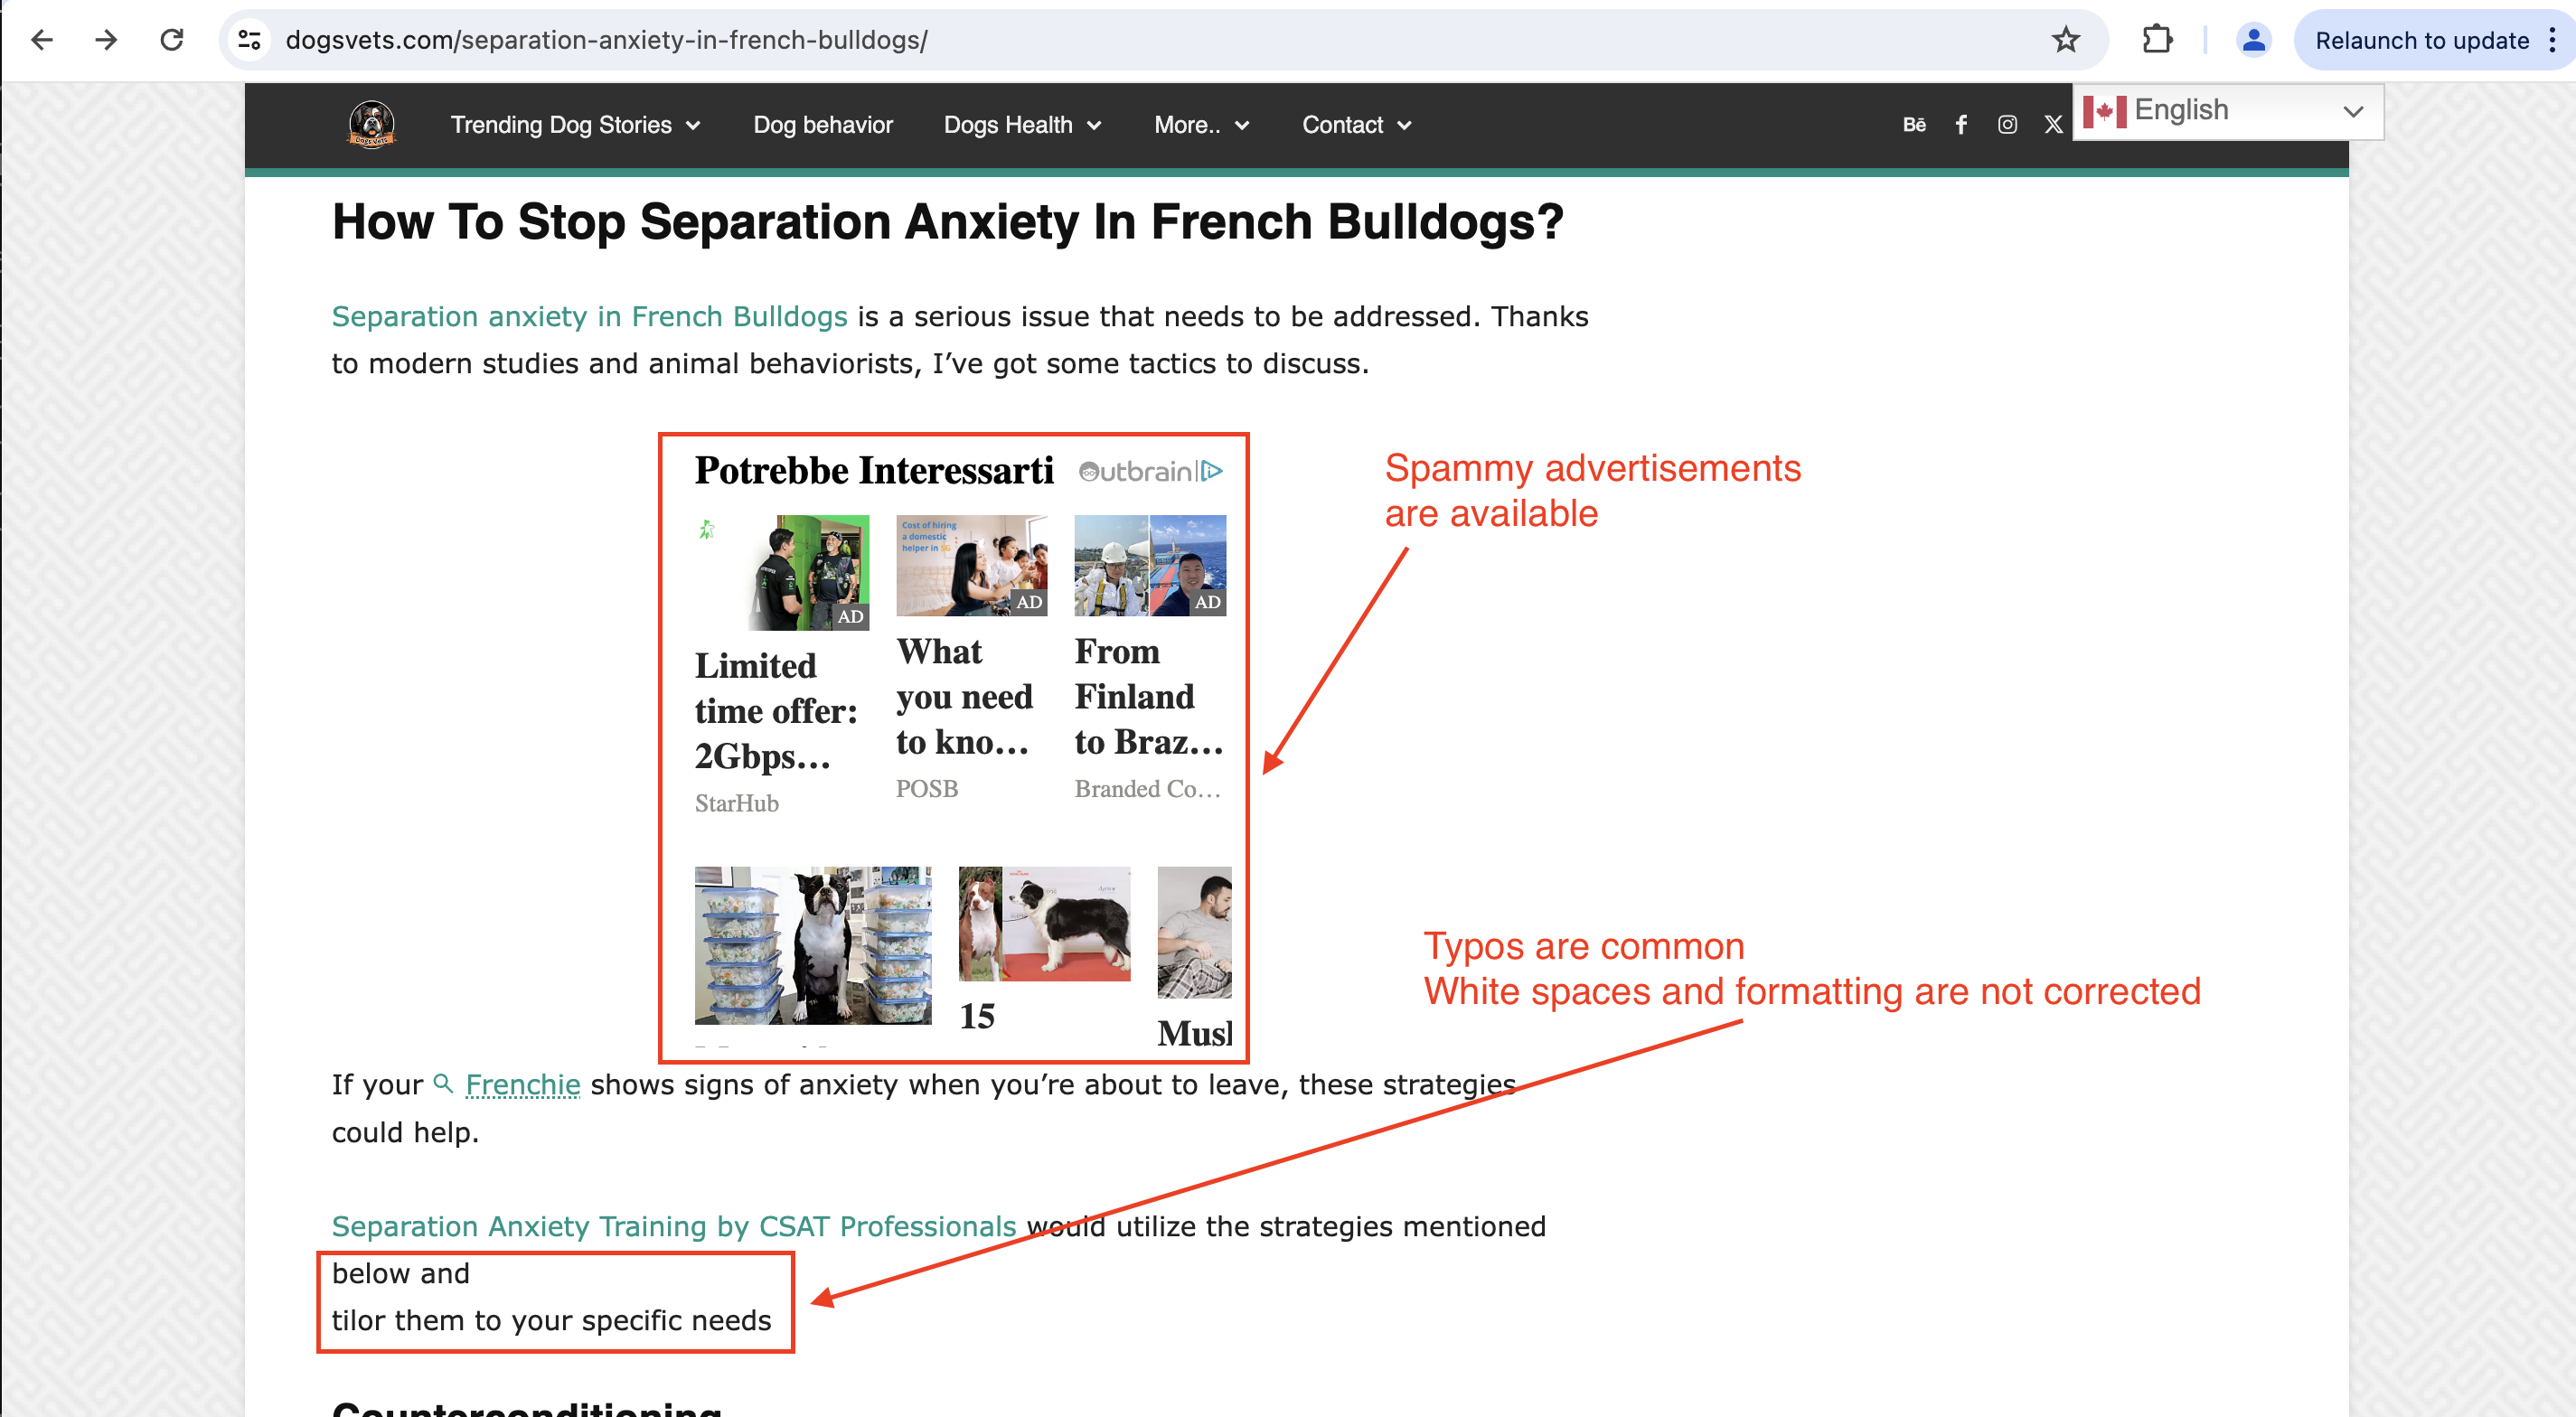 dogsvets.com/separation-anxiety-in-french-bulldogs/
Relaunch to update
Dogs Vets
Trending Dog Stories
Dog behavior
Dogs Health
More..
Contact
Bē
English
How To Stop Separation Anxiety In French Bulldogs?
Separation anxiety in French Bulldogs is a serious issue that needs to be addressed. Thanks
to modern studies and animal behaviorists, I’ve got some tactics to discuss.
Potrebbe Interessarti
Outbrain
Spammy advertisements
are available
AD
Cost of hiring
a domestic
helper in SG
AD
AD
Limited
time offer:
2Gbps...
StarHub
What
you need
to kno...
POSB
From
Finland
to Braz...
Branded Co...
15
Typos are common
White spaces and formatting are not corrected
If your Frenchie shows signs of anxiety when you’re about to leave, these strategies
could help.
Separation Anxiety Training by CSAT Professionals would utilize the strategies mentioned
below and
tilor them to your specific needs
Counterconditioning